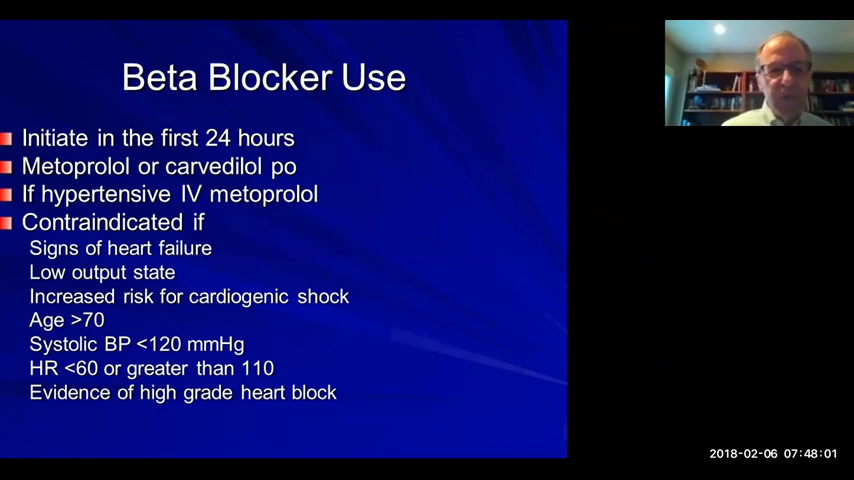 Beta Blocker Use
Initiate in the first 24 hours
Metoprolol or carvedilol po
If hypertensive IV metoprolol
Contraindicated if
Signs of heart failure
Low output state
Increased risk for cardiogenic shock
Age >70
Systolic BP <120 mmHg
HR <60 or greater than 110
Evidence of high grade heart block
2018-02-06 07:48:01